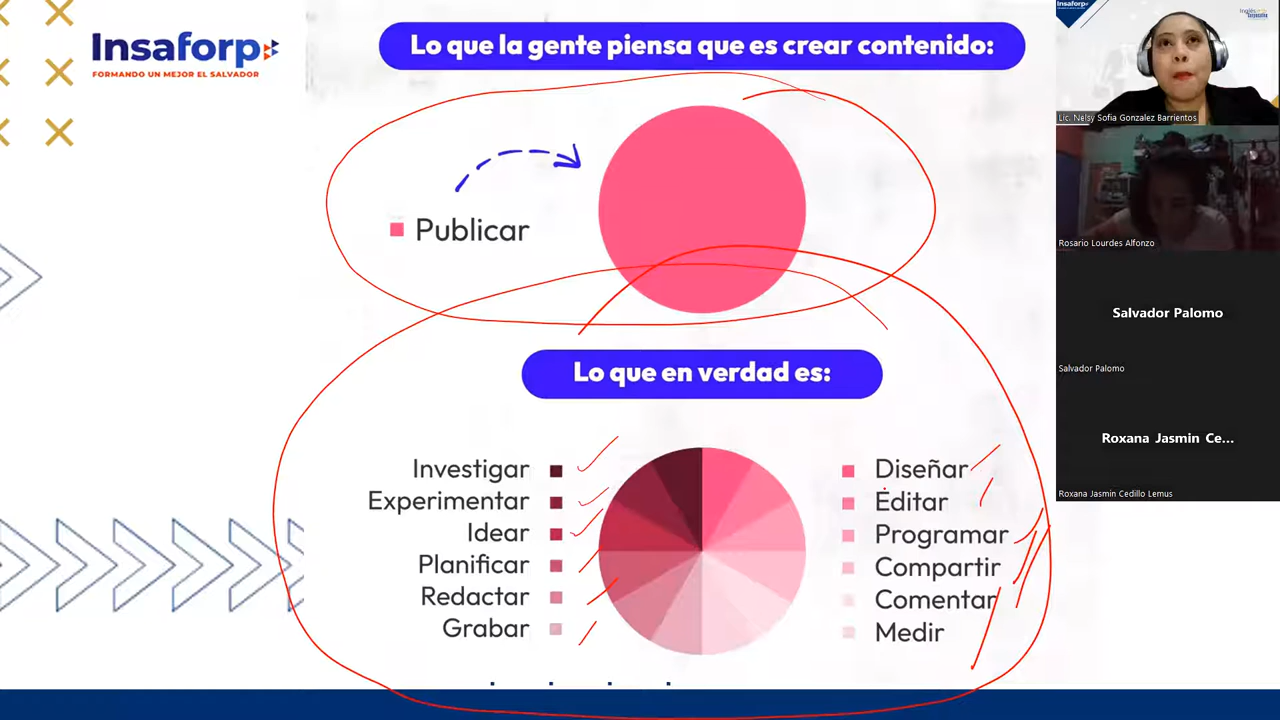 Insaforp
FORMANDO UN MEJOR EL SALVADOR
Lo que la gente piensa que es crear contenido:
Publicar
Lo que en verdad es:
Investigar
Experimentar
Idear
Planificar
Redactar
Grabar
Diseñar
Editar
Programar
Compartir
Comentar
Medir
Insaforp
Lic. Nelsy Sofia Gonzalez Barrientos
Rosario Lourdes Alfonzo
Salvador Palomo
Salvador Palomo
Roxana Jasmin Ce...
Roxana Jasmin Cedillo Lemus